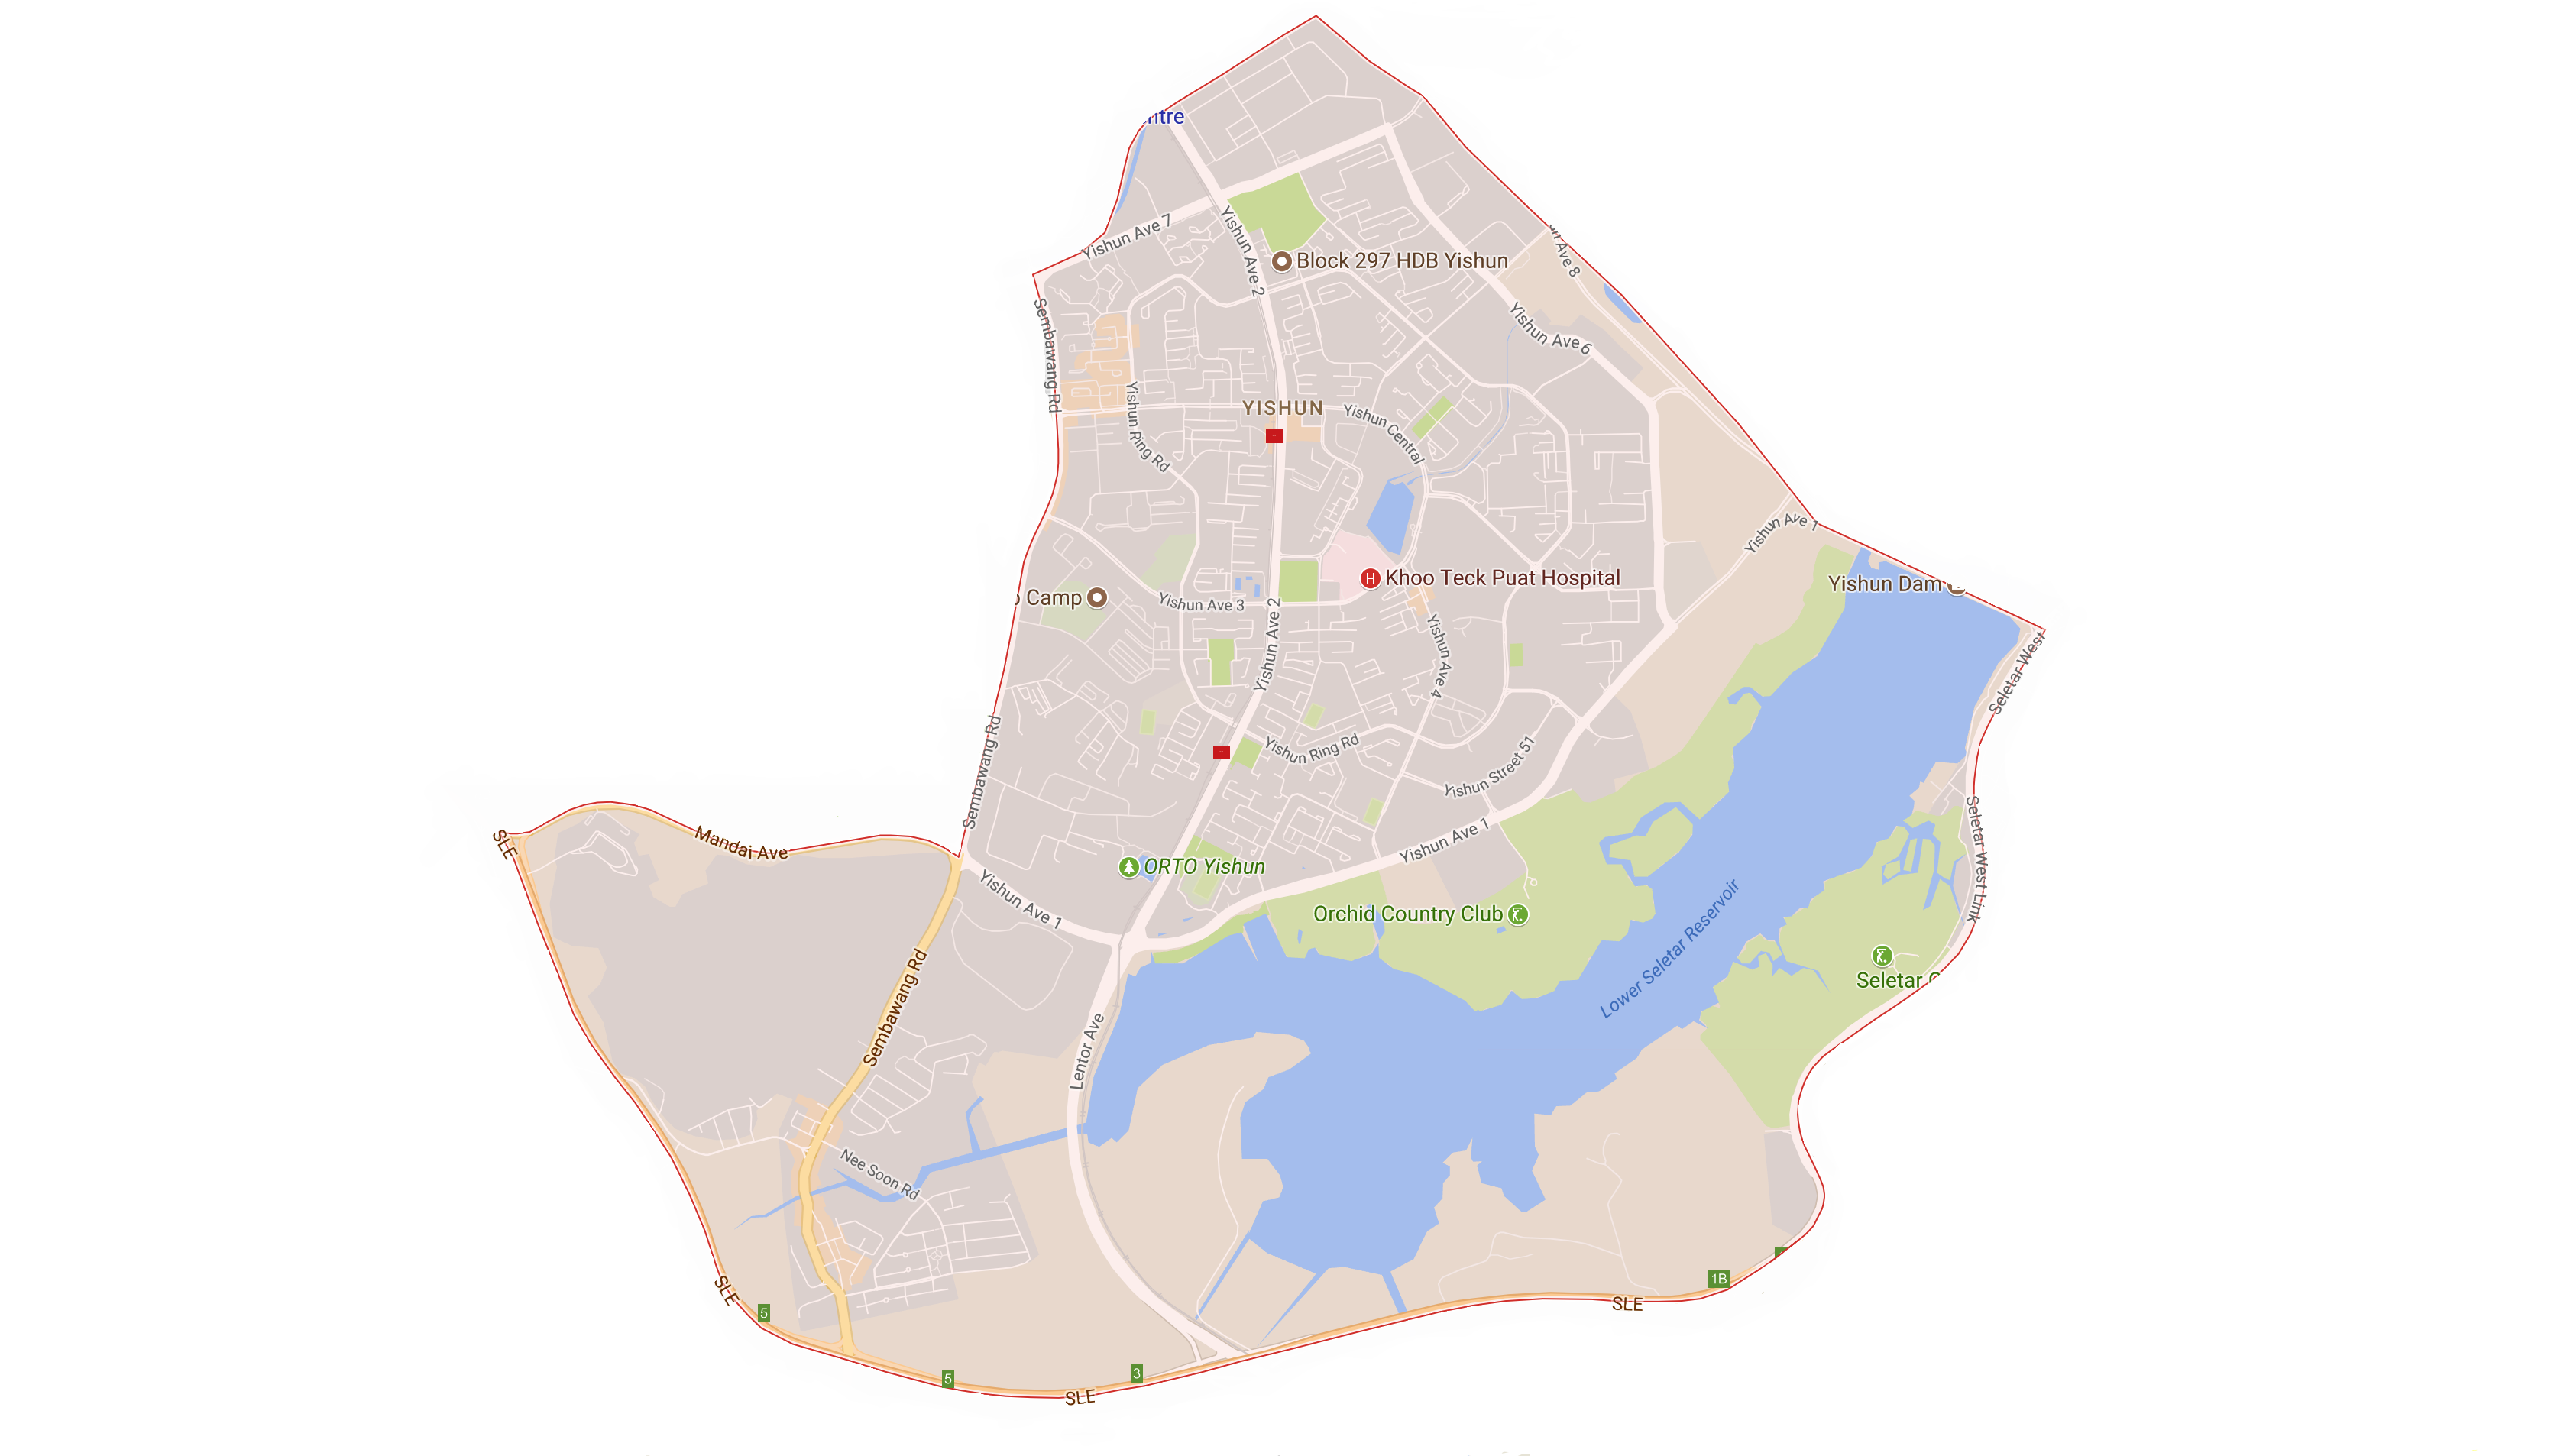 ntre
Yishun Ave 7
Yishun Ave 2
Block 297 HDB Yishun
Ave 8
Sembawang Rd
Yishun Ave 6
Yishun Ring Rd
YISHUN
Yishun Central
Yishun Ave 1
Khoo Teck Puat Hospital
H
Yishun Dam
Camp
Yishun Ave 3
Yishun Ave 2
Yishun Ave 4
Seletar West
Sembawang Rd
Yishun Ring Rd
Yishun Street 51
Seletar West Link
SLE
Mandai Ave
Yishun Ave 1
ORTO Yishun
Yishun Ave 1
Orchid Country Club
Lower Seletar Reservoir
Seletar
Sembawang Rd
Lentor Ave
Nee Soon Rd
SLE
5
1B
SLE
5
3
SLE